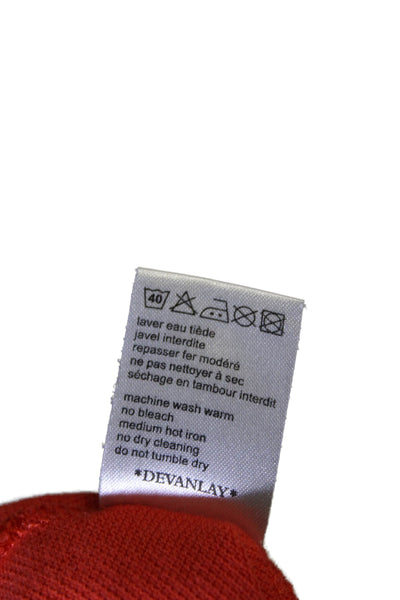 40
laver eau tiède
javel interdite
repasser fer modéré
ne pas nettoyer à sec
séchage en tambour interdit
machine wash warm
no bleach
medium hot iron
no dry cleaning
do not tumble dry
*DEVANLAY*